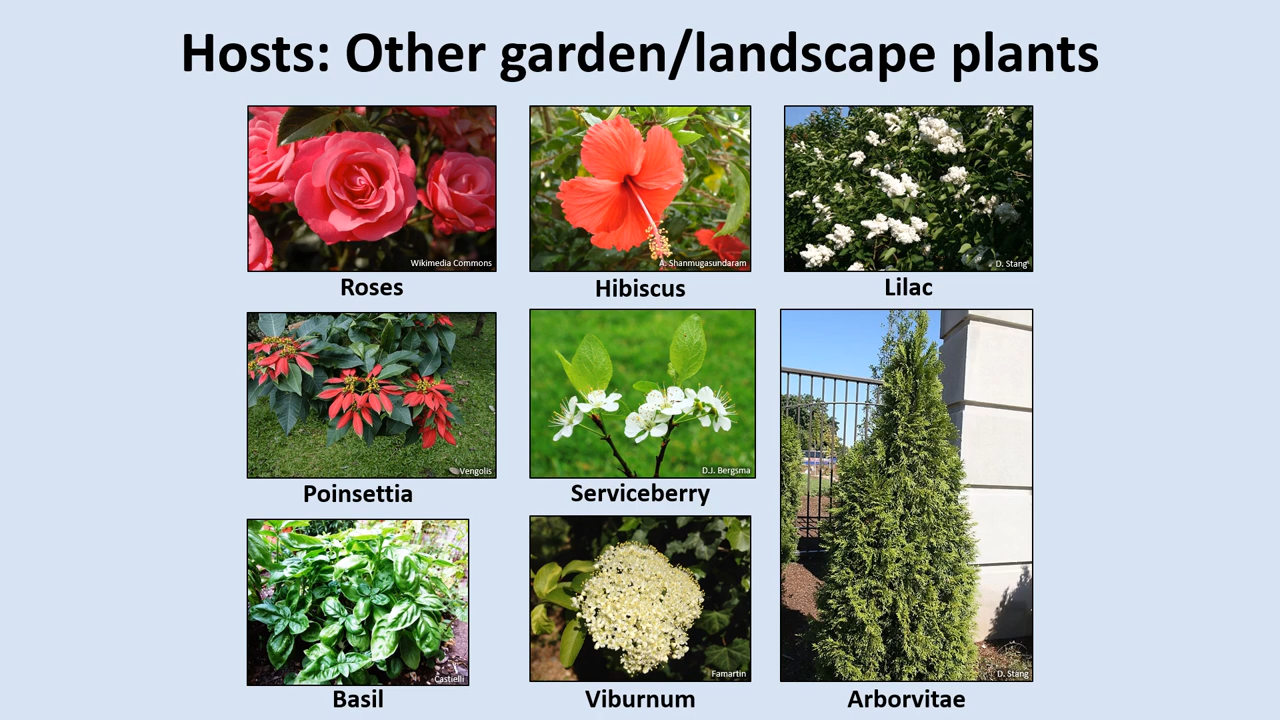 Hosts: Other garden/landscape plants
Wikimedia Commons
A. Shanmugasundaram
D. Stang
Roses
Hibiscus
Lilac
Vengolis
D.J. Bergsma
Poinsettia
Serviceberry
Castielli
Famartin
D. Stang
Basil
Viburnum
Arborvitae